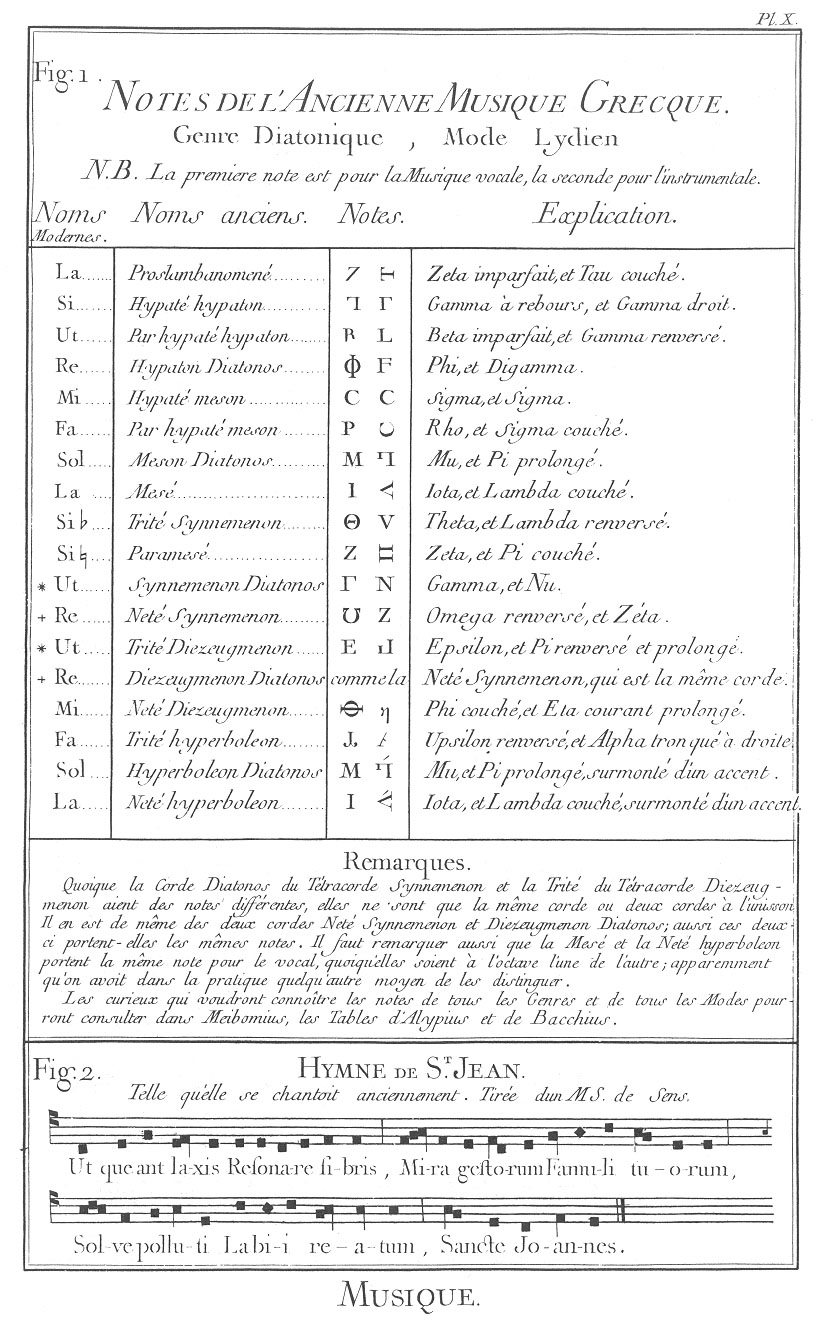 Pl. X.
Fig. 1.
NOTES DE L'ANCIENNE MUSIQUE GRECQUE.
Genre Diatonique, Mode Lydien
N.B. La premiere note est pour la Musique vocale, la seconde pour l'instrumentale.
Noms Modernes. Noms anciens. Notes. Explication.
La....... Proslambanomené.......... Zeta imparfait, et Tau couché.
Si....... Hypaté hypaton............ Γ Gamma à rebours, et Gamma droit.
Ut...... Parhypaté hypaton....... L Beta imparfait, et Gamma renversé.
Re...... Hypaton Diatonos........ Φ F Phi, et Digamma.
Mi ...... Hypaté meson .............. C C Sigma, et Sigma.
Fa...... Par hypaté meson ......... P Rho, et Sigma couché.
Sol..... Meson Diatonos.......... M Mu, et Pi prolongé.
La .... Mesé............................ I Iota, et Lambda couché.
Si♭...... Trité Synnemenon......... Θ V Theta, et Lambda renversé.
Si♮...... Paramesé.................... Z Zeta, et Pi couché.
* Ut...... Synnemenon Diatonos Γ N Gamma, et Nu.
+ Re...... Neté Synnemenon.......... Ʊ Z Omega renversé, et Zéta.
* Ut..... Trité Diezeugmenon ...... E Epsilon, et Pi renversé et prolongé.
+ Re..... Diezeugmenon Diatonos comme la Neté Synnemenon, qui est la même corde.
Mi...... Neté Diezeugmenon....... η Phi couché, et Eta courant prolongé.
Fa...... Trité hyperboleon......... Upsilon renversé, et Alpha tronqué à droite.
Sol .... Hyperboleon Diatonos M Mu, et Pi prolongé, surmonté d'un accent.
La...... Neté hyperboleon......... I Iota, et Lambda couché, surmonté d'un accent.
Remarques.
Quoique la Corde Diatonos du Tétracorde Synnemenon et la Trité du Tétracorde Diezeug-
menon aient des notes différentes, elles ne sont que la même corde ou deux cordes à l'unisson.
Il en est de même des deux cordes Neté Synnemenon et Diezeugmenon Diatonos; aussi ces deux-
ci portent-elles les mêmes notes. Il faut remarquer aussi que la Mesé et la Neté hyperboleon
portent la même note pour le vocal, quoiqu'elles soient à l'octave l'une de l'autre; apparemment
qu'on avoit dans la pratique quelqu'autre moyen de les distinguer.
Les curieux qui voudront connoître les notes de tous les Genres et de tous les Modes pour-
ront consulter dans Meibomius, les Tables d'Alypius et de Bacchius.
Fig. 2. HYMNE DE S.T JEAN.
Telle qu'elle se chantoit anciennement. Tirée d'un MS. de Sens.
Ut que ant la-xis Resona-re fi-bris, Mi-ra gesto-rum Famu-li tu-o-rum,
Sol-ve pollu-ti Labi-i re-a-tum, Sancte Jo-an-nes.
MUSIQUE.